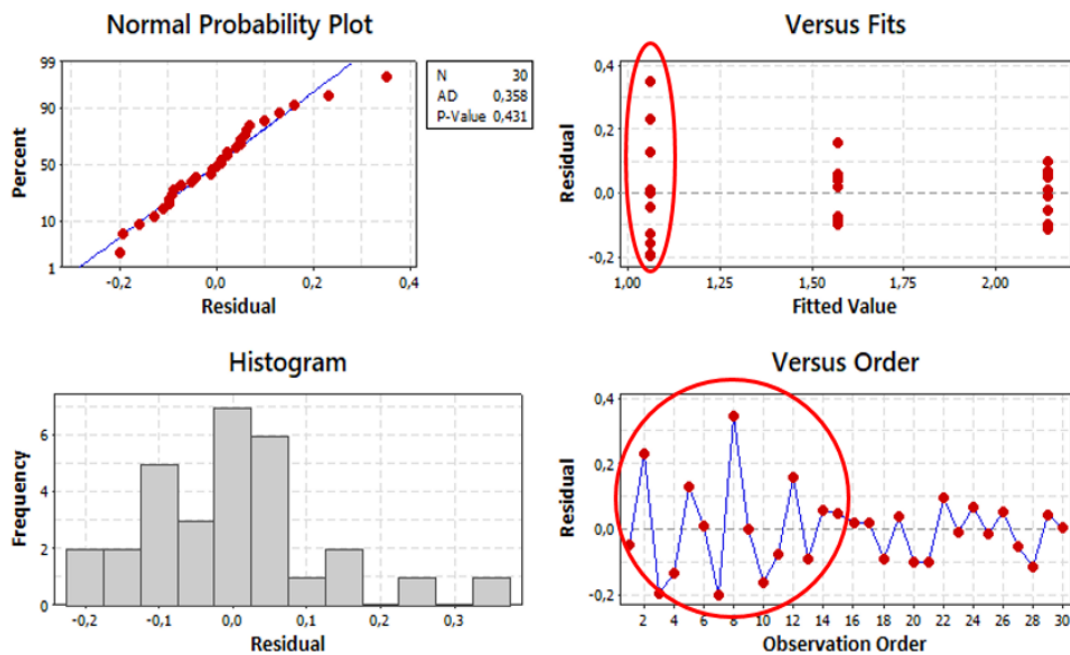 Normal Probability Plot
99
90
50
10
1
Percent
-0,2
0,0
0,2
0,4
Residual
N 30
AD 0,358
P-Value 0,431
Versus Fits
0,4
0,2
0,0
-0,2
Residual
1,00
1,25
1,50
1,75
2,00
Fitted Value
Histogram
6
4
2
0
Frequency
-0,2
-0,1
0,0
0,1
0,2
0,3
Residual
Versus Order
0,4
0,2
0,0
-0,2
Residual
2 4 6 8 10 12 14 16 18 20 22 24 26 28 30
Observation Order